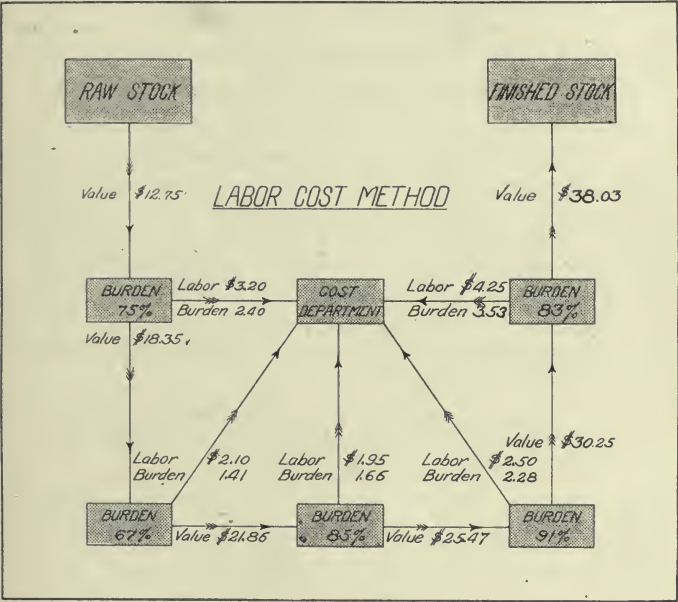 RAW STOCK
FINISHED STOCK
Value $12.75
LABOR COST METHOD
Value $38.03
BURDEN
75%
Labor $3.20
Burden 2.40
COST
DEPARTMENT
Labor $4.25
Burden 3.53
BURDEN
83%
Value $18.35
Value $30.25
Labor $2.10
Burden 1.41
Labor $1.95
Burden 1.66
Labor $2.50
Burden 2.28
BURDEN
67%
Value $21.86
BURDEN
85%
Value $25.47
BURDEN
91%